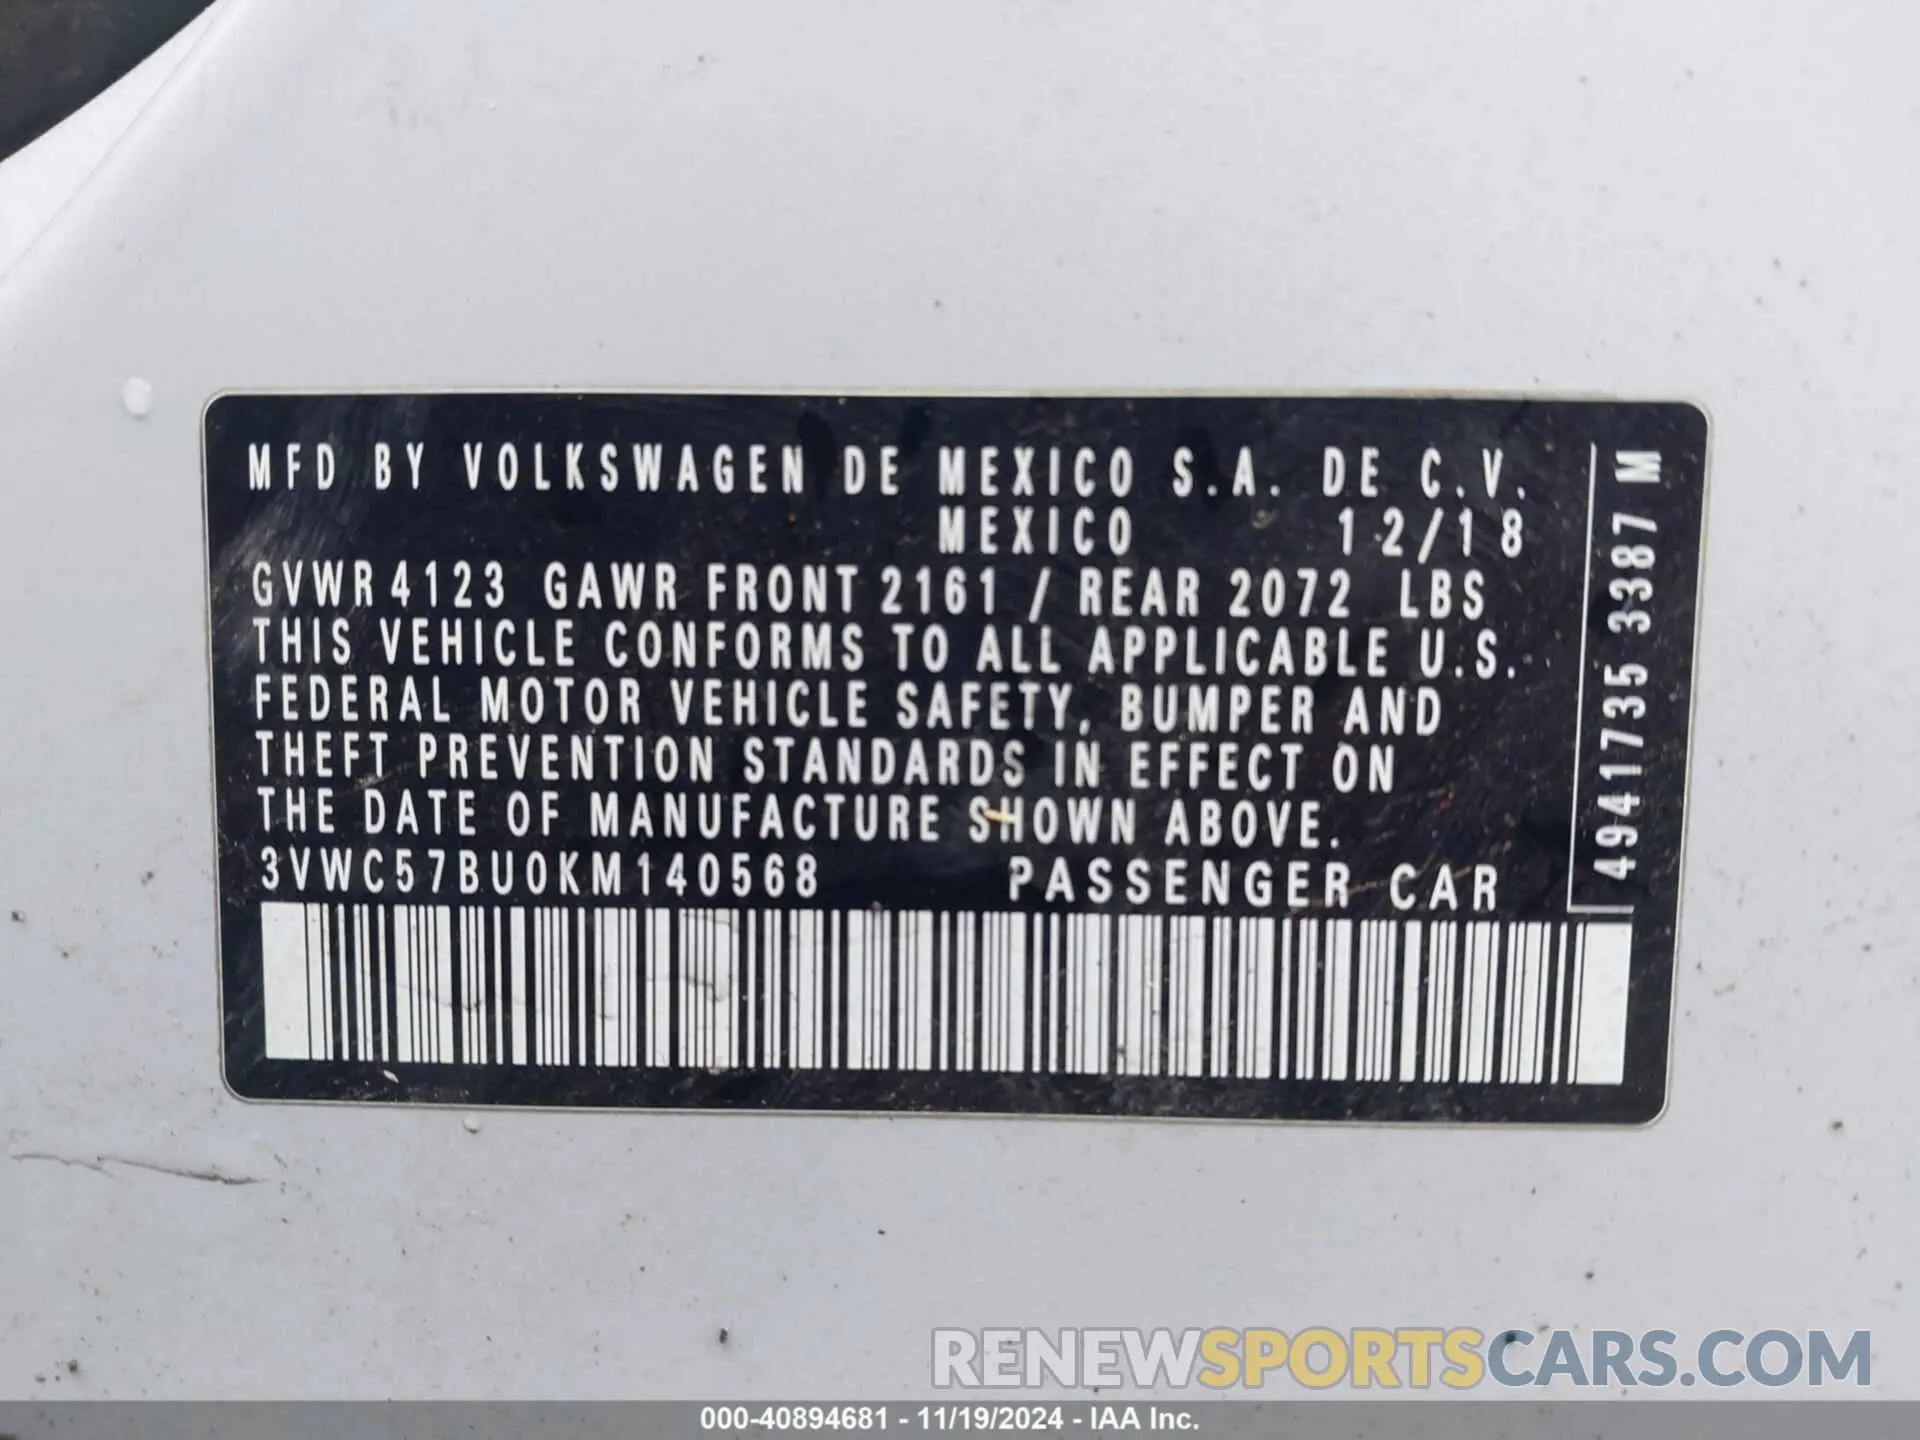 MFD BY VOLKSWAGEN DE MEXICO S.A. DE C.V.
MEXICO 12/18
GVWR 4123 GAWR FRONT 2161 / REAR 2072 LBS
THIS VEHICLE CONFORMS TO ALL APPLICABLE U.S.
FEDERAL MOTOR VEHICLE SAFETY, BUMPER AND
THEFT PREVENTION STANDARDS IN EFFECT ON
THE DATE OF MANUFACTURE SHOWN ABOVE.
3VWC57BU0KM140568 PASSENGER CAR
4941735 3387 M
RENEWSPORTSCARS.COM
000-40894681 - 11/19/2024 - IAA Inc.